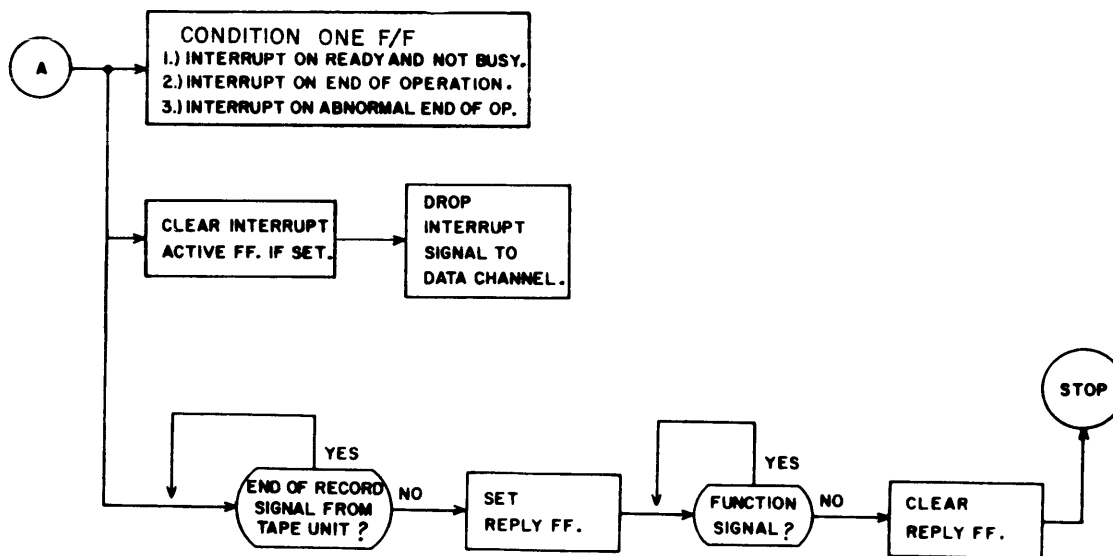 A
CONDITION ONE F/F
1.) INTERRUPT ON READY AND NOT BUSY.
2.) INTERRUPT ON END OF OPERATION.
3.) INTERRUPT ON ABNORMAL END OF OP.
CLEAR INTERRUPT
ACTIVE FF. IF SET.
DROP
INTERRUPT
SIGNAL TO
DATA CHANNEL.
STOP
YES
END OF RECORD
SIGNAL FROM
TAPE UNIT?
NO
SET
REPLY FF.
YES
FUNCTION
SIGNAL?
NO
CLEAR
REPLY FF.